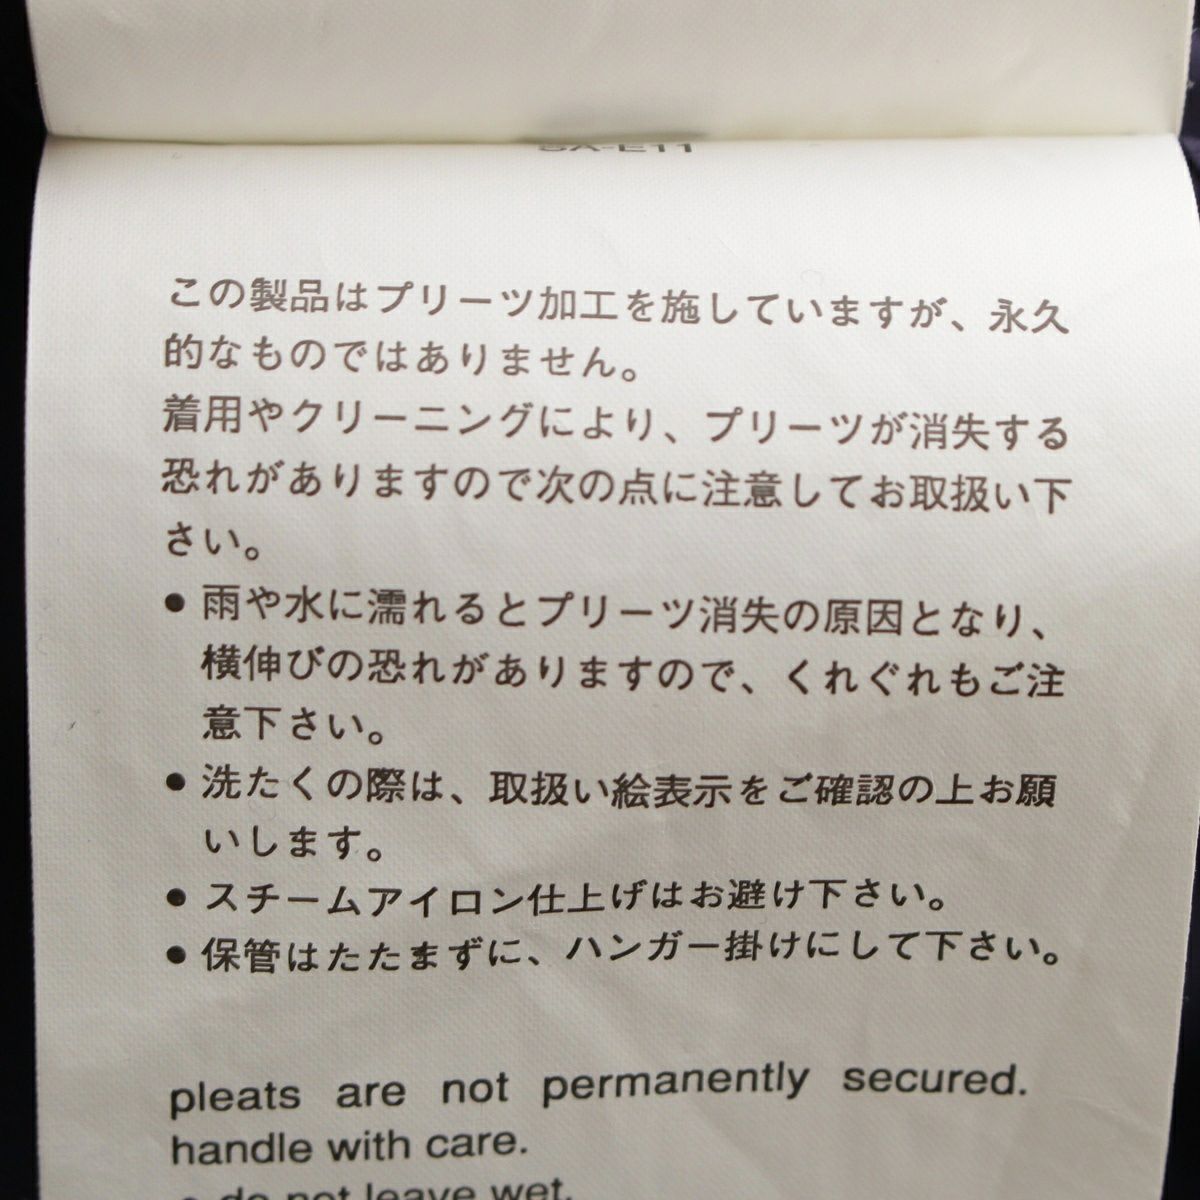 この製品はプリーツ加工を施していますが、永久
的なものではありません。
着用やクリーニングにより、プリーツが消失する
恐れがありますので次の点に注意してお取扱い下
さい。
● 雨や水に濡れるとプリーツ消失の原因となり、
横伸びの恐れがありますので、くれぐれもご注
意下さい。
● 洗たくの際は、取扱い絵表示をご確認の上お願
いします。
● スチームアイロン仕上げはお避け下さい。
● 保管はたたまずに、ハンガー掛けにして下さい。
pleats are not permanently secured.
handle with care.
● do not leave wet.